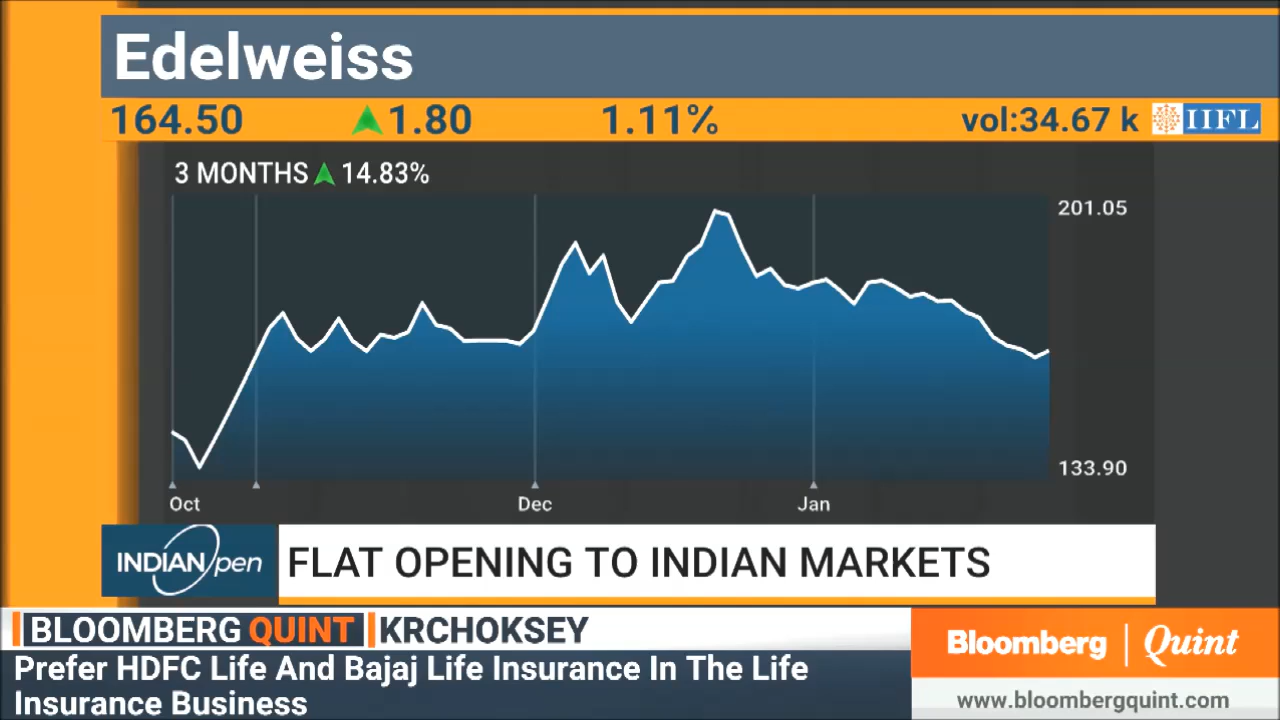 Edelweiss
164.50 1.80 1.11% vol:34.67 k IIFL
3 MONTHS 14.83%
201.05
133.90
Oct Dec Jan
INDIAN Open FLAT OPENING TO INDIAN MARKETS
BLOOMBERG QUINT KRCHOKSEY
Prefer HDFC Life And Bajaj Life Insurance In The Life
Insurance Business
Bloomberg | Quint
www.bloombergquint.com